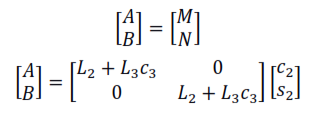 [A B] = [M N]
[A B] = [L₂ + L₃c₃ 0 0 L₂ + L₃c₃] [c₂ s₂]